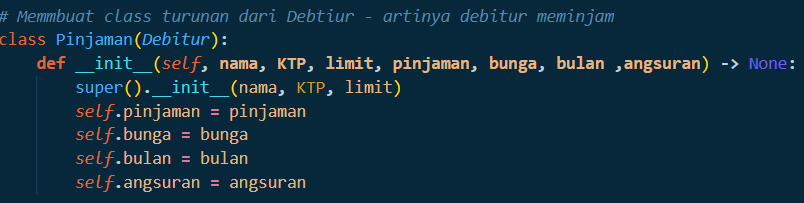 # Memmbuat class turunan dari Debtiur - artinya debitur meminjam
class Pinjaman(Debitur):
    def __init__(self, nama, KTP, limit, pinjaman, bunga, bulan ,angsuran) -> None:
        super().__init__(nama, KTP, limit)
        self.pinjaman = pinjaman
        self.bunga = bunga
        self.bulan = bulan
        self.angsuran = angsuran